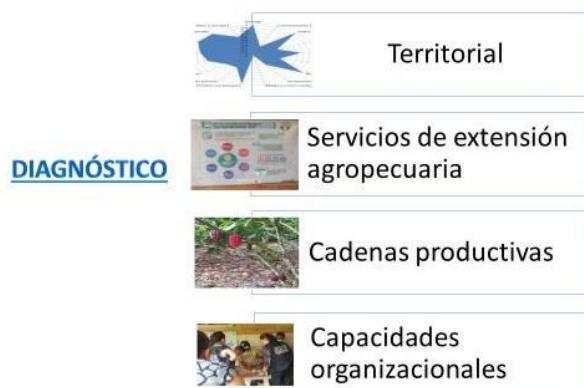 DIAGNÓSTICO
Territorial
Servicios de extensión
agropecuaria
Cadenas productivas
Capacidades
organizacionales